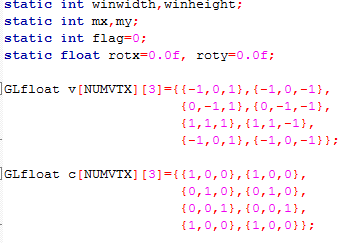 static int winwidth,winheight;
static int mx,my;
static int flag=0;
static float rotx=0.0f, roty=0.0f;
GLfloat v[NUMVTX][3]={{-1,0,1},{-1,0,-1},
{0,-1,1},{0,-1,-1},
{1,1,1},{1,1,-1},
{-1,0,1},{-1,0,-1}};
GLfloat c[NUMVTX][3]={{1,0,0},{1,0,0},
{0,1,0},{0,1,0},
{0,0,1},{0,0,1},
{1,0,0},{1,0,0}};